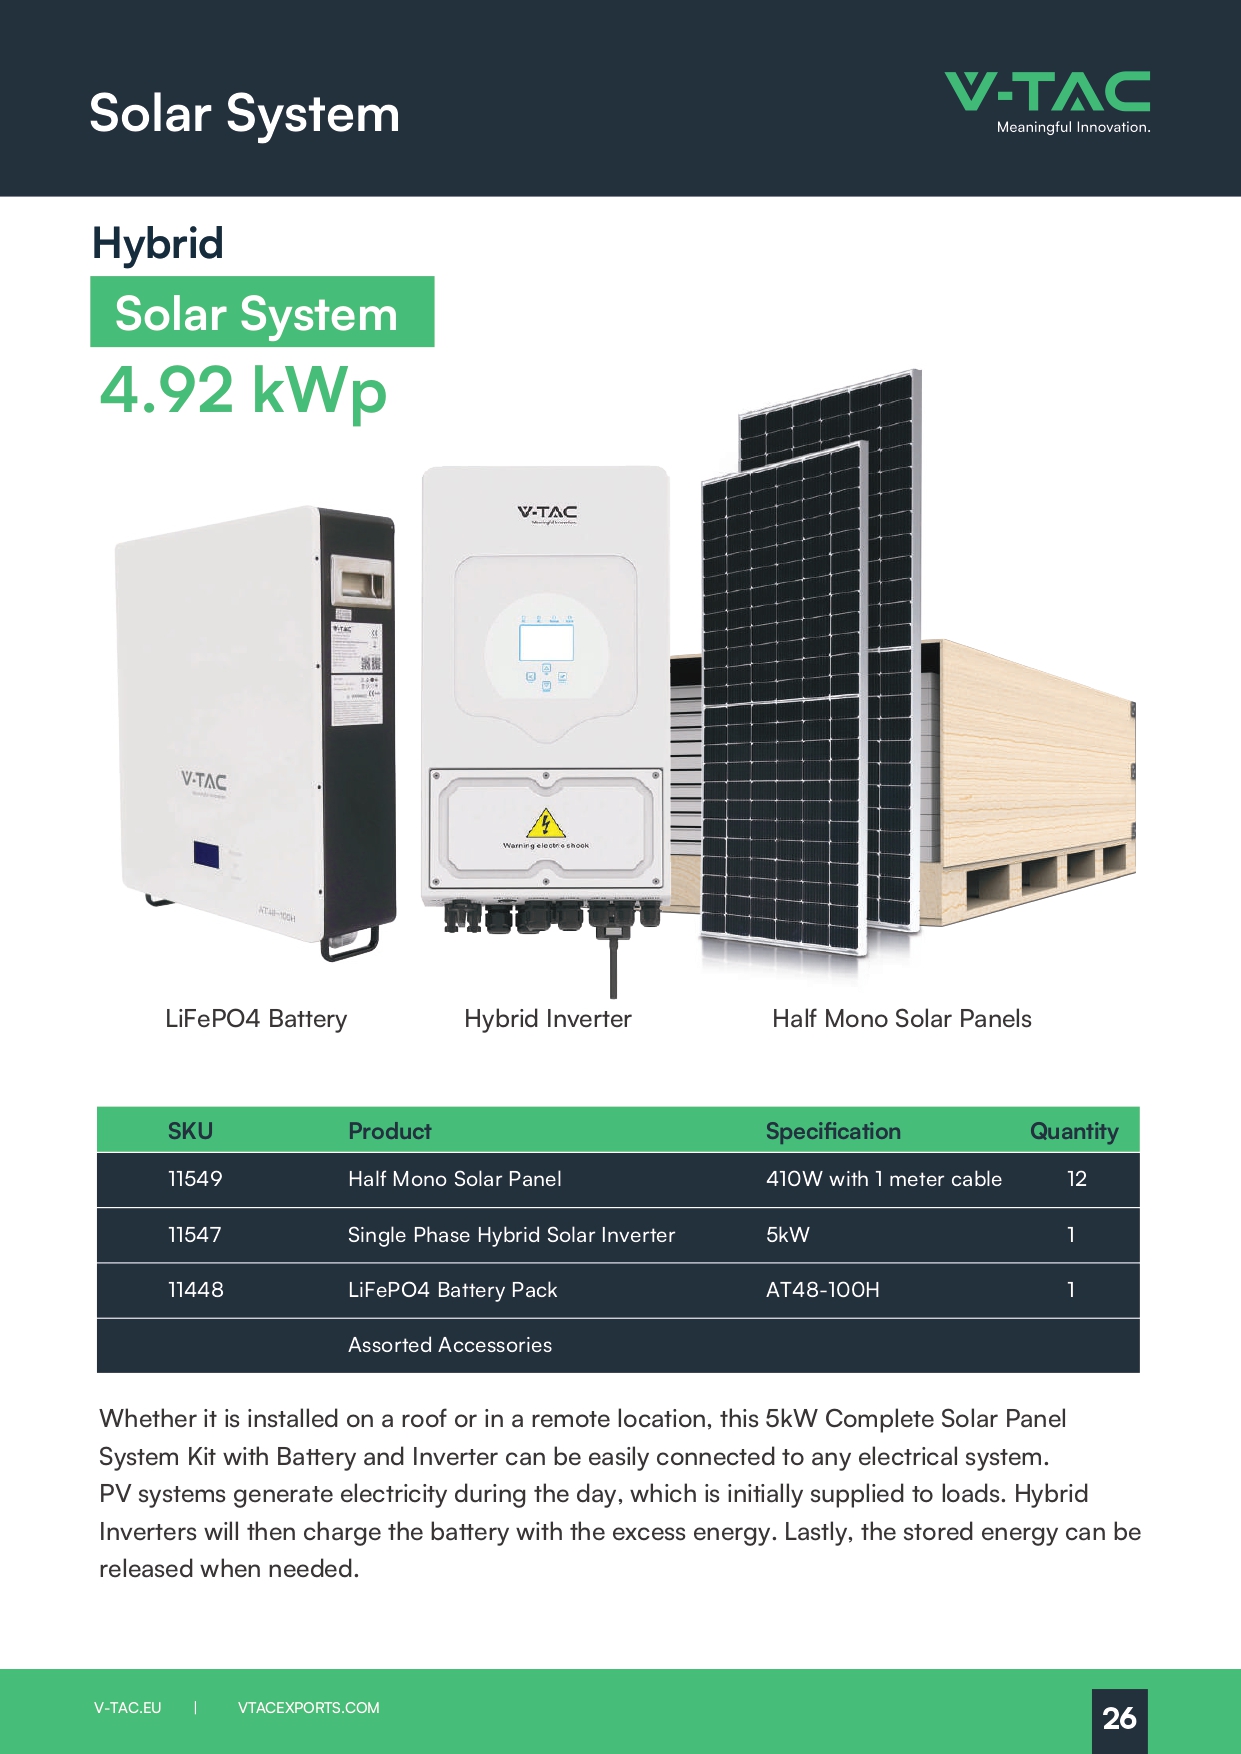 Solar System
V-TAC
Meaningful Innovation.
Hybrid
Solar System
4.92 kWp
V-TAC
V-TAC
Warning electric shock
V-TAC
AT48-100H
LiFePO4 Battery
Hybrid Inverter
Half Mono Solar Panels
SKU Product Specification Quantity
11549 Half Mono Solar Panel 410W with 1 meter cable 12
11547 Single Phase Hybrid Solar Inverter 5kW 1
11448 LiFePO4 Battery Pack AT48-100H 1
Assorted Accessories
Whether it is installed on a roof or in a remote location, this 5kW Complete Solar Panel
System Kit with Battery and Inverter can be easily connected to any electrical system.
PV systems generate electricity during the day, which is initially supplied to loads. Hybrid
Inverters will then charge the battery with the excess energy. Lastly, the stored energy can be
released when needed.
V-TAC.EU | VTACEXPORTS.COM
26